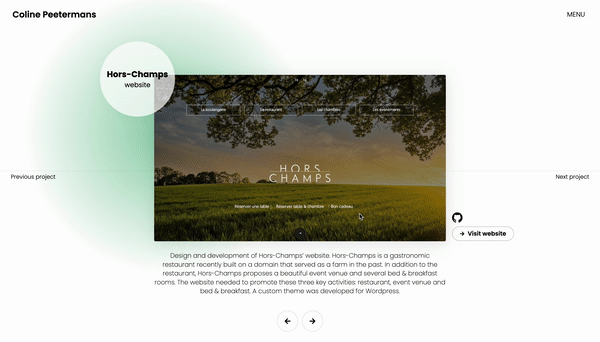 Coline Peetermans
MENU
Hors-Champs
website
La boulangerie
Le restaurant
Les chambres
Les événements
HORS
CHAMPS
Réserver une table
Réserver table & chambre
Bon cadeau
Previous project
Next project
Visit website
Design and development of Hors-Champs' website. Hors-Champs is a gastronomic
restaurant recently built on a domain that served as a farm in the past. In addition to the
restaurant, Hors-Champs proposes a beautiful event venue and several bed & breakfast
rooms. The website needed to promote these three key activities: restaurant, event venue and
bed & breakfast. A custom theme was developed for Wordpress.